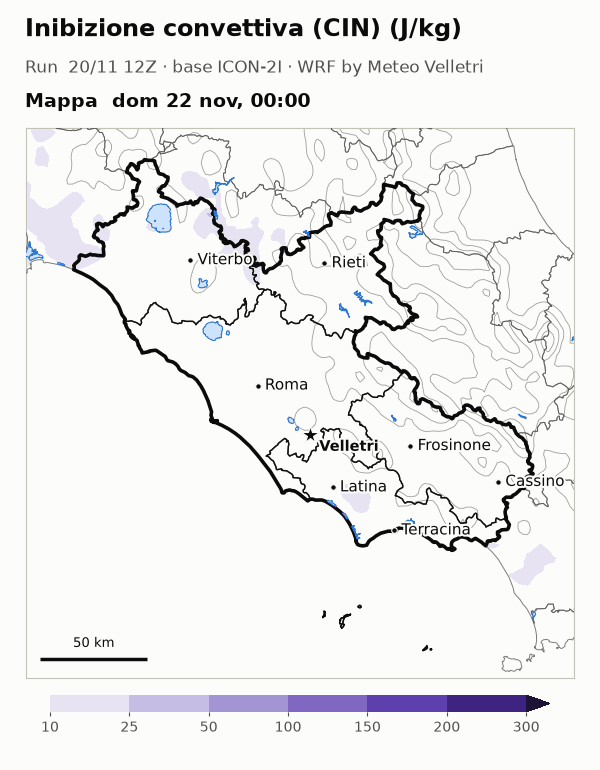 Inibizione convettiva (CIN) (J/kg)
Run 20/11 12Z · base ICON-2I · WRF by Meteo Velletri
Mappa dom 22 nov, 00:00
Viterbo
Rieti
Roma
Velletri
Frosinone
Latina
Cassino
Terracina
50 km
10 25 50 100 150 200 300